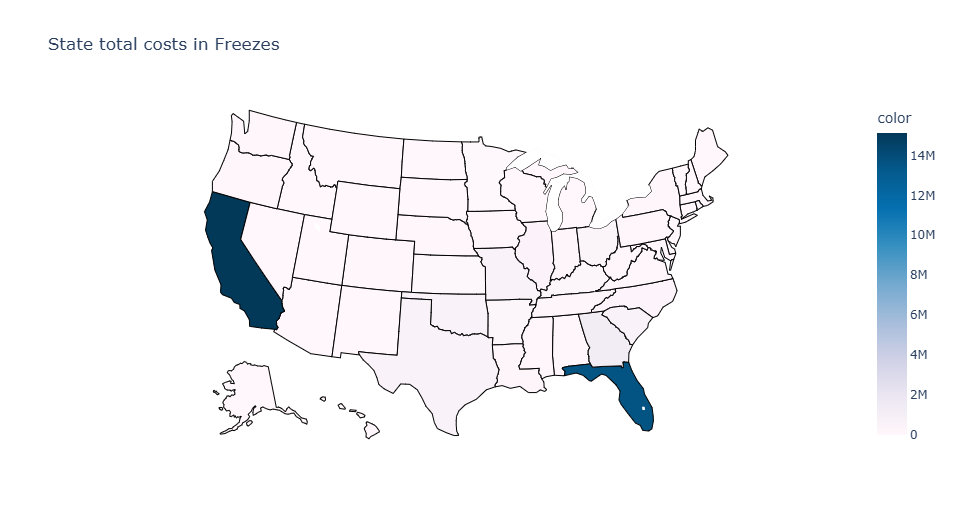 State total costs in Freezes
color
14M
12M
10M
8M
6M
4M
2M
0